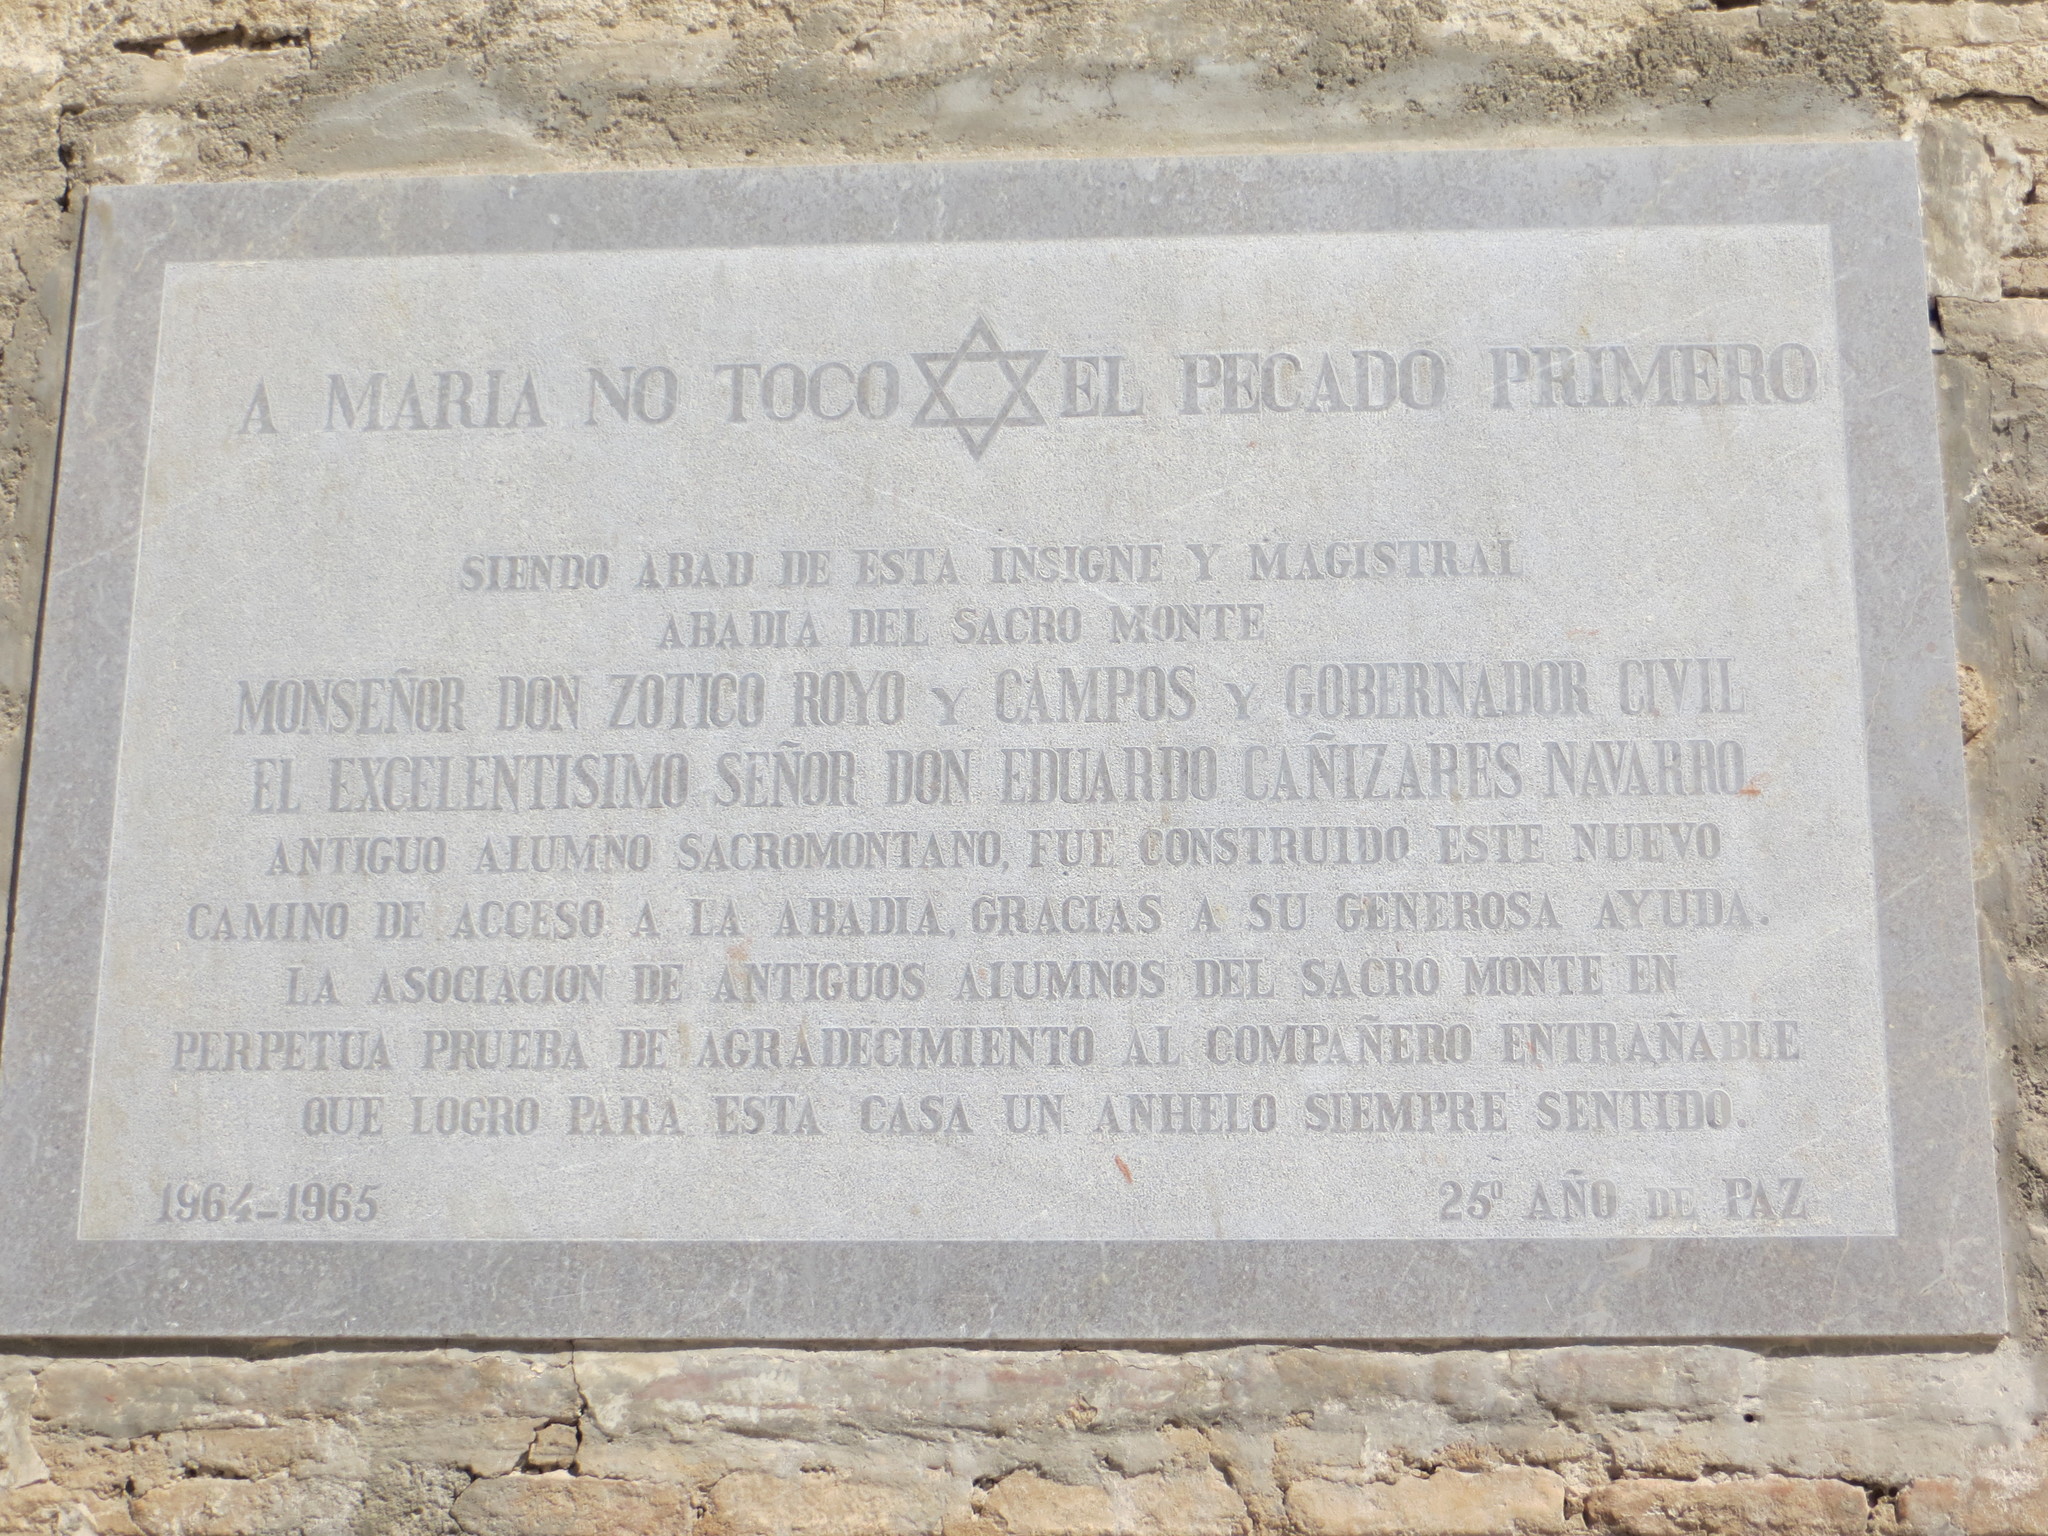 A MARIA NO TOCO EL PECADO PRIMERO
SIENDO ABAD DE ESTA INSIGNE Y MAGISTRAL
ABADIA DEL SACRO MONTE
MONSEÑOR DON ZOTICO ROYO Y CAMPOS Y GOBERNADOR CIVIL
EL EXCELENTISIMO SEÑOR DON EDUARDO CAÑIZARES NAVARRO
ANTIGUO ALUMNO SACROMONTANO, FUE CONSTRUIDO ESTE NUEVO
CAMINO DE ACCESO A LA ABADIA, GRACIAS A SU GENEROSA AYUDA.
LA ASOCIACION DE ANTIGUOS ALUMNOS DEL SACRO MONTE EN
PERPETUA PRUEBA DE AGRADECIMIENTO AL COMPAÑERO ENTRAÑABLE
QUE LOGRO PARA ESTA CASA UN ANHELO SIEMPRE SENTIDO.
1964-1965 25º AÑO DE PAZ